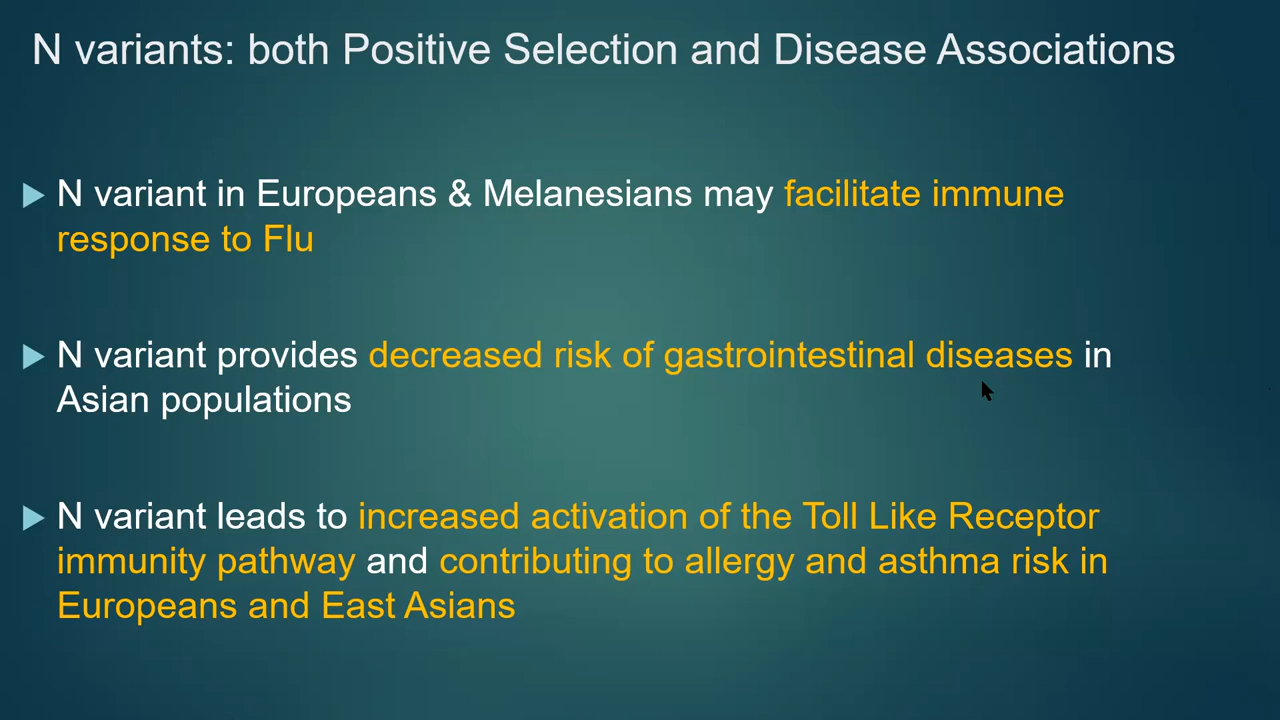 N variants: both Positive Selection and Disease Associations
N variant in Europeans & Melanesians may facilitate immune
response to Flu
N variant provides decreased risk of gastrointestinal diseases in
Asian populations
N variant leads to increased activation of the Toll Like Receptor
immunity pathway and contributing to allergy and asthma risk in
Europeans and East Asians